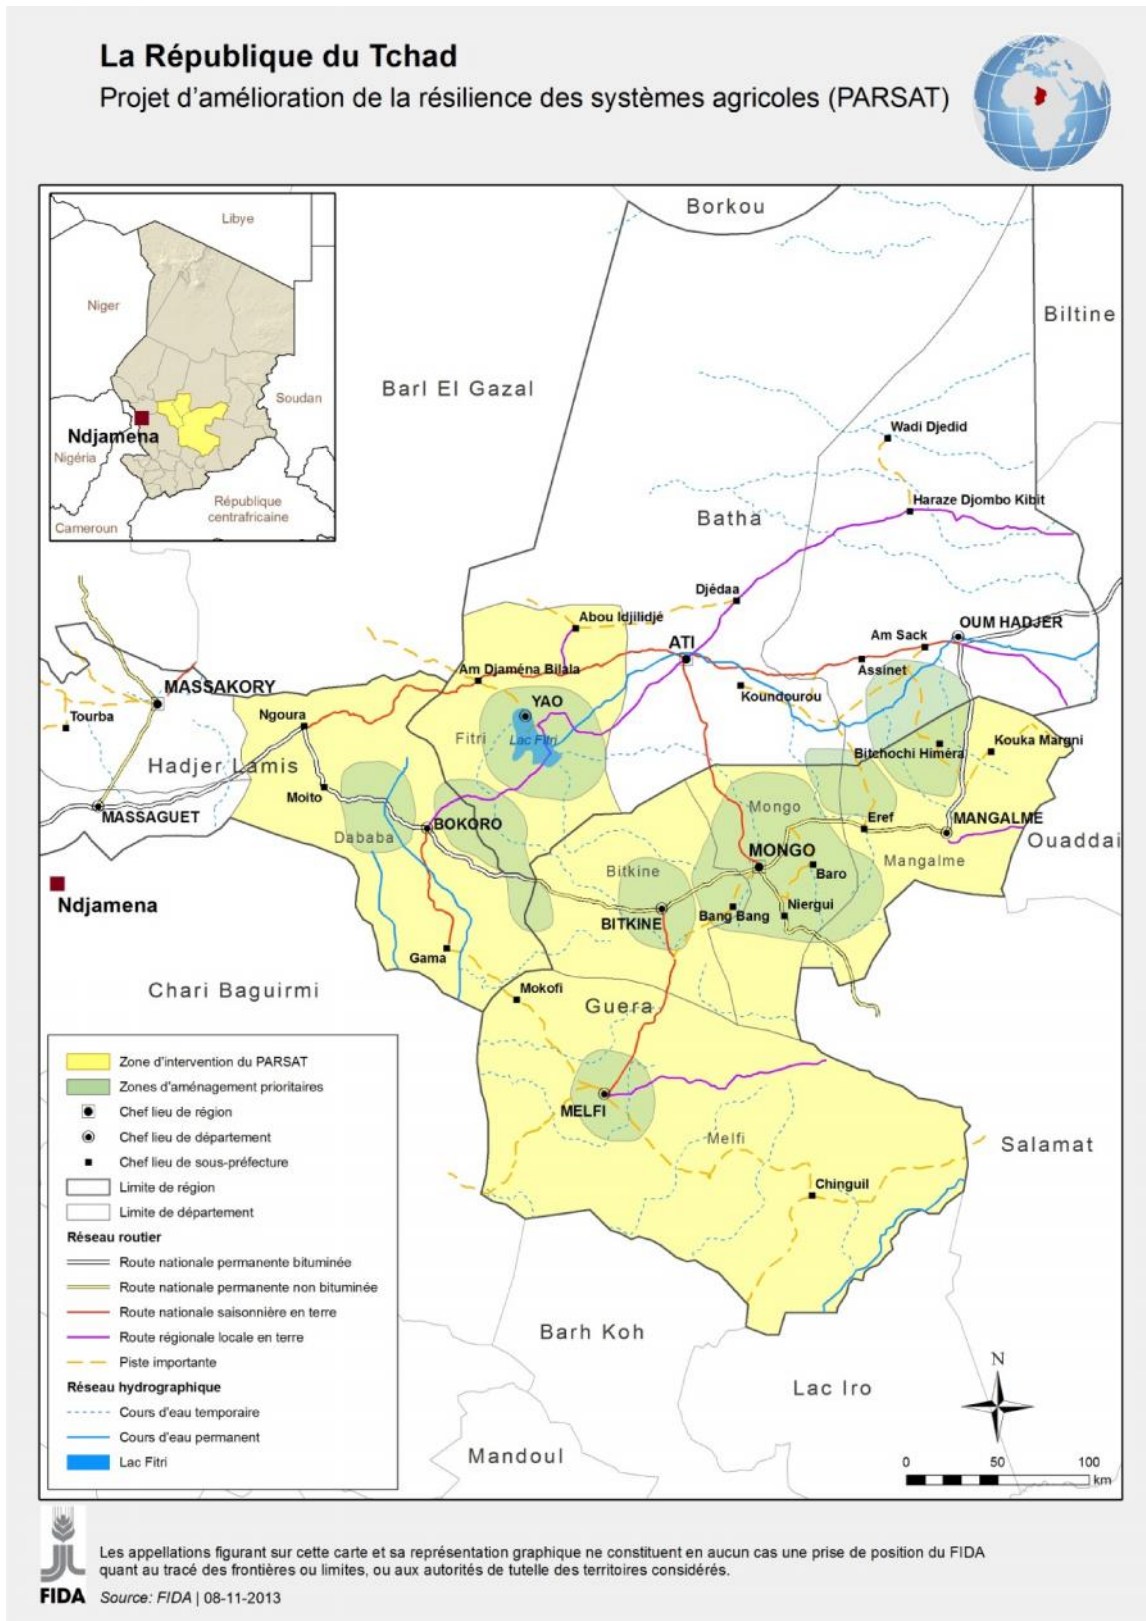 La République du Tchad
Projet d'amélioration de la résilience des systèmes agricoles (PARSAT)
Libye
Niger
Soudan
Ndjamena
Nigéria
République
centrafricaine
Cameroun
Borkou
Biltine
Barl El Gazal
Wadi Djedid
Haraze Djombo Kibit
Batha
Djédaa
Abou Idjilidjé
OUM HADJER
Am Sack
ATI
Assinet
Am Djaména Bilala
MASSAKORY
Koundourou
YAO
Tourba
Ngoura
Fitri
Lac Fitri
Bitchochi Himéra
Kouka Margni
Hadjer Lamis
Moito
Mongo
MASSAGUET
BOKORO
Eref
MANGALME
Dababa
Ouaddai
MONGO
Mangalme
Bitkine
Baro
Ndjamena
Niergui
BITKINE
Bang Bang
Gama
Chari Baguirmi
Mokofi
Guera
MELFI
Melfi
Salamat
Chinguil
Barh Koh
Lac Iro
Mandoul
Zone d'intervention du PARSAT
Zones d'aménagement prioritaires
Chef lieu de région
Chef lieu de département
Chef lieu de sous-préfecture
Limite de région
Limite de département
Réseau routier
Route nationale permanente bituminée
Route nationale permanente non bituminée
Route nationale saisonnière en terre
Route régionale locale en terre
Piste importante
Réseau hydrographique
Cours d'eau temporaire
Cours d'eau permanent
Lac Fitri
N
0 50 100
km
Les appellations figurant sur cette carte et sa représentation graphique ne constituent en aucun cas une prise de position du FIDA
quant au tracé des frontières ou limites, ou aux autorités de tutelle des territoires considérés.
FIDA
Source: FIDA | 08-11-2013